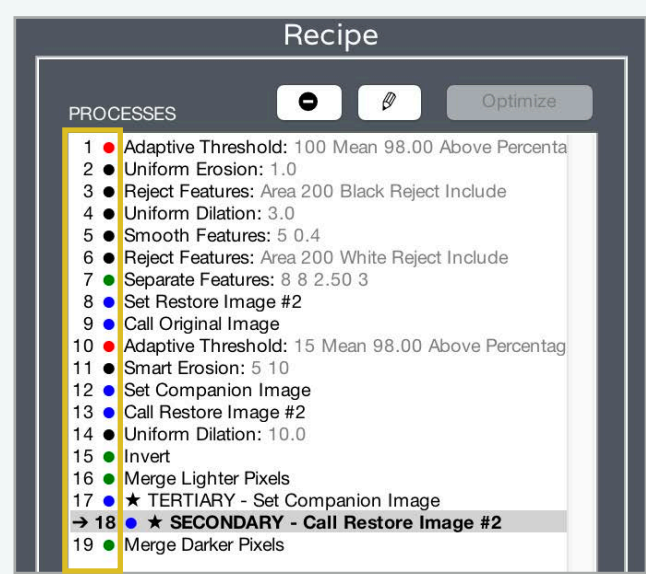 Recipe
Optimize
PROCESSES
1 ● Adaptive Threshold: 100 Mean 98.00 Above Percenta
2 ● Uniform Erosion: 1.0
3 ● Reject Features: Area 200 Black Reject Include
4 ● Uniform Dilation: 3.0
5 ● Smooth Features: 5 0.4
6 ● Reject Features: Area 200 White Reject Include
7 ● Separate Features: 8 8 2.50 3
8 ● Set Restore Image #2
9 ● Call Original Image
10 ● Adaptive Threshold: 15 Mean 98.00 Above Percentag
11 ● Smart Erosion: 5 10
12 ● Set Companion Image
13 ● Call Restore Image #2
14 ● Uniform Dilation: 10.0
15 ● Invert
16 ● Merge Lighter Pixels
17 ● ★ TERTIARY - Set Companion Image
➔ 18 ● ★ SECONDARY - Call Restore Image #2
19 ● Merge Darker Pixels